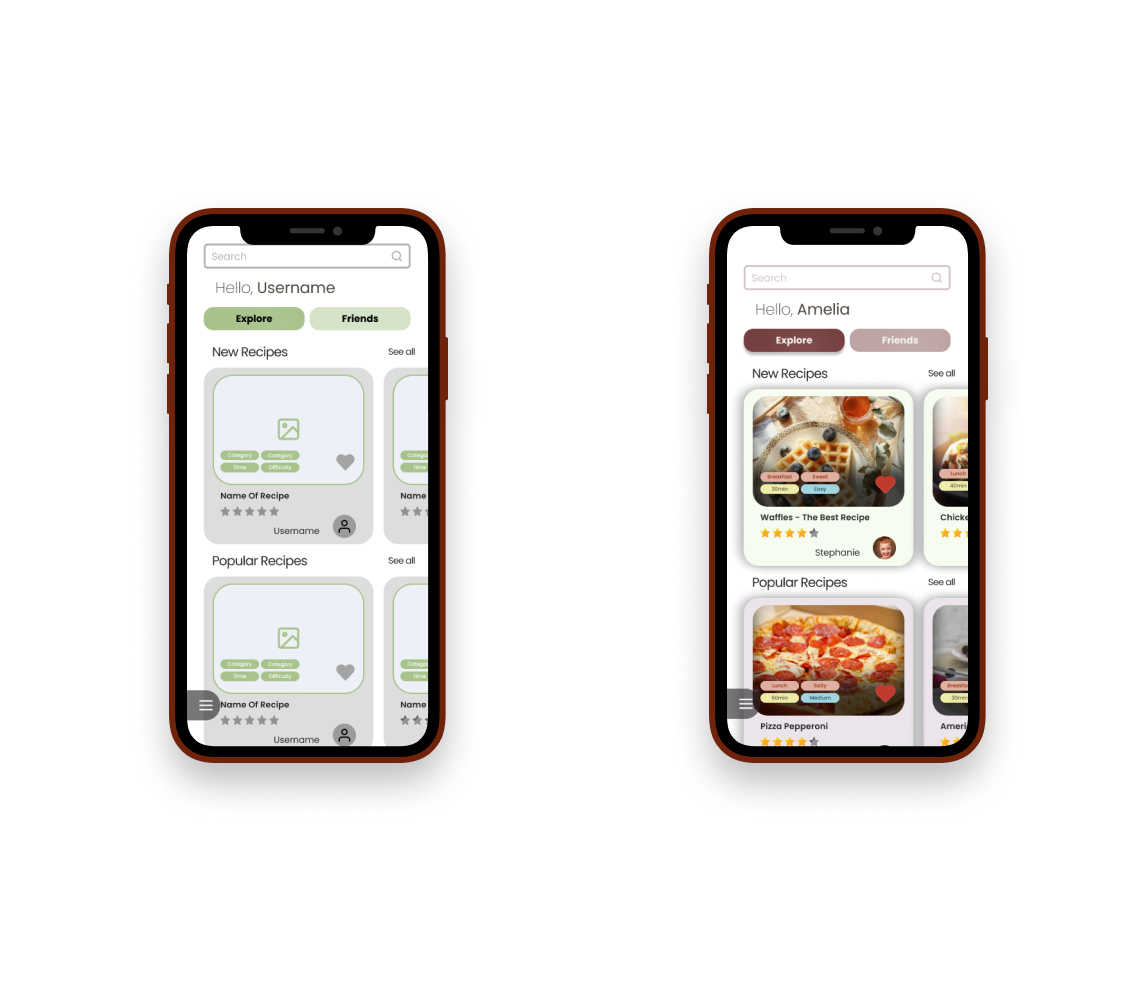 Search
Hello, Username
Explore Friends
New Recipes See all
Category Category Catego
Time Difficulty Time
Name Of Recipe Name
Username
Popular Recipes See all
Category Category Catego
Time Difficulty Time
Name Of Recipe Name
Username
Search
Hello, Amelia
Explore Friends
New Recipes See all
Breakfast Sweet Lunch
30min Easy 40min
Waffles - The Best Recipe Chicke
Stephanie
Popular Recipes See all
Lunch Salty Breakfa
50min Medium 30min
Pizza Pepperoni Ameri